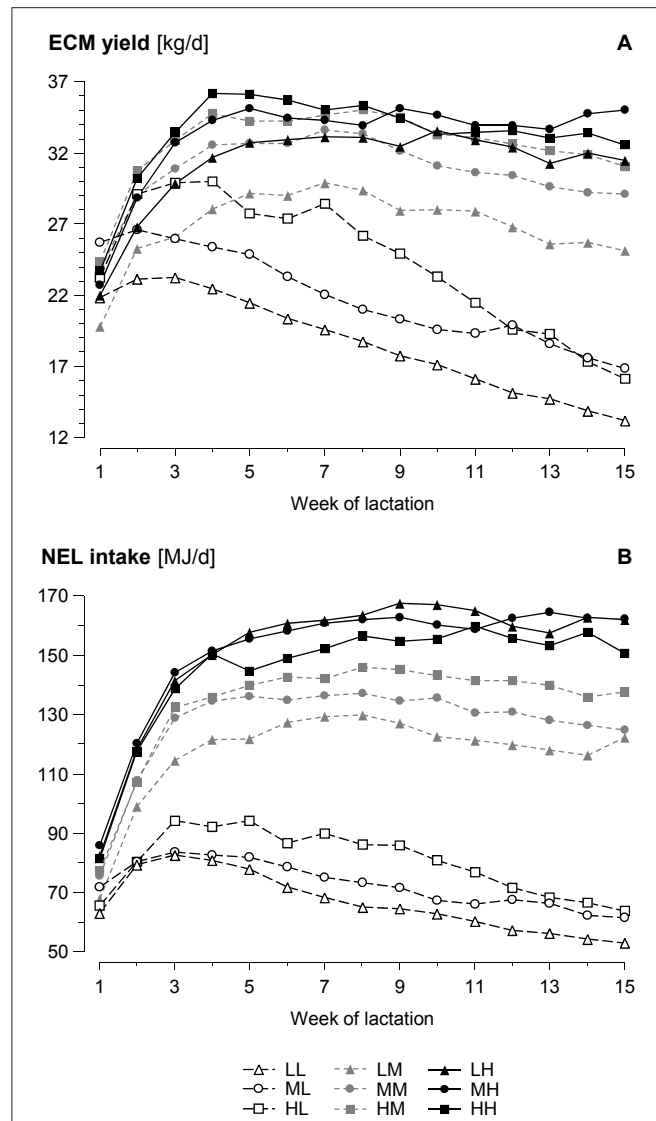 ECM yield [kg/d] A
37
32
27
22
17
12
1 3 5 7 9 11 13 15
Week of lactation
NEL intake [MJ/d] B
170
150
130
110
90
70
50
1 3 5 7 9 11 13 15
Week of lactation
LL LM LH
ML MM MH
HL HM HH